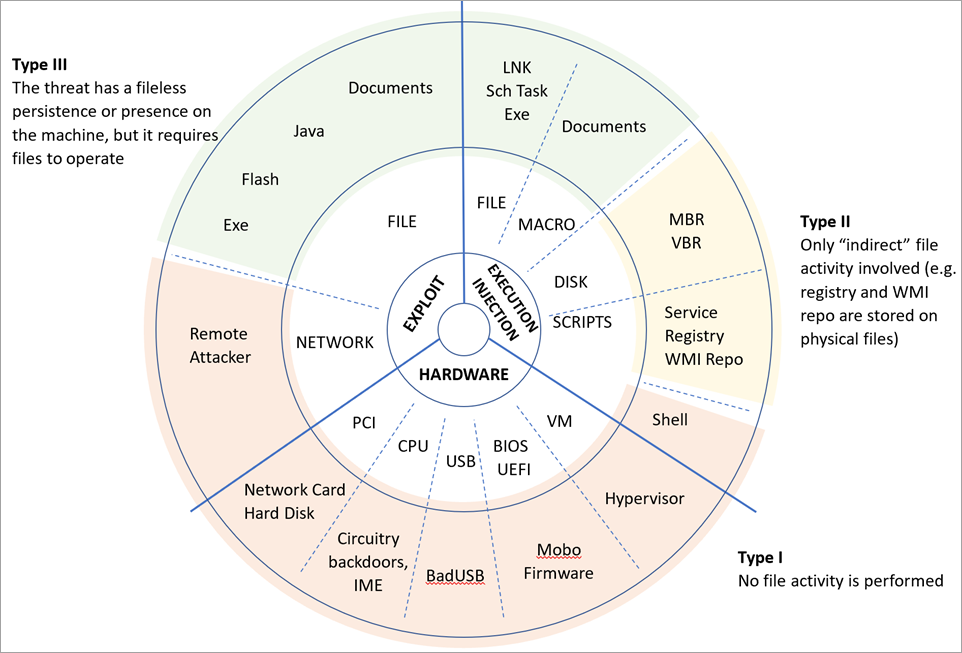 Type III
The threat has a fileless
persistence or presence on
the machine, but it requires
files to operate
Documents
Java
Flash
Exe
LNK
Sch Task
Exe
Documents
FILE
FILE
MACRO
MBR
VBR
Type II
Only “indirect” file
activity involved (e.g.
registry and WMI
repo are stored on
physical files)
DISK
SCRIPTS
Service
Registry
WMI Repo
EXPLOIT
EXECUTION
INJECTION
HARDWARE
NETWORK
Remote
Attacker
Shell
PCI
CPU
USB
BIOS
UEFI
VM
Network Card
Hard Disk
Circuitry
backdoors,
IME
BadUSB
Mobo
Firmware
Hypervisor
Type I
No file activity is performed